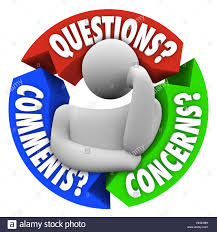 QUESTIONS?
COMMENTS?
CONCERNS?
alamy stock photo